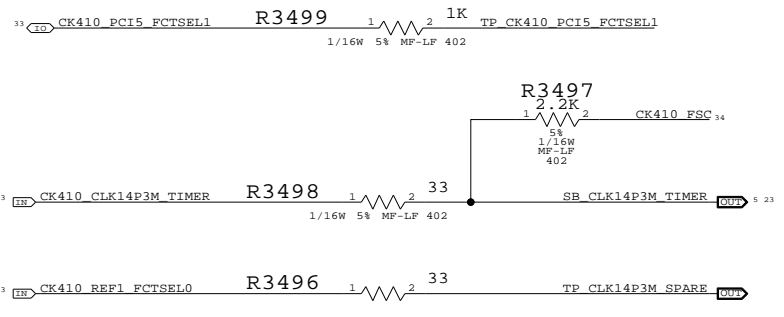 33 IO CK410_PCI5_FCTSEL1 R3499 1 2 1K TP_CK410_PCI5_FCTSEL1
1/16W 5% MF-LF 402
R3497
2.2K
1 2 CK410_FSC 34
5%
1/16W
MF-LF
402
3 IN CK410_CLK14P3M_TIMER R3498 1 2 33 SB_CLK14P3M_TIMER OUT 5 23
1/16W 5% MF-LF 402
3 IN CK410_REF1_FCTSEL0 R3496 1 2 33 TP_CLK14P3M_SPARE OUT